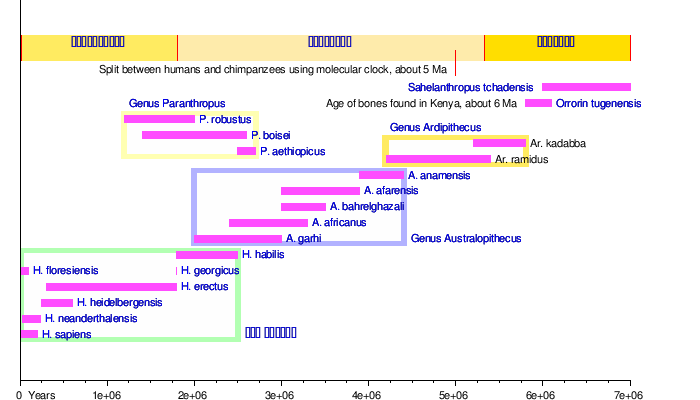 Split between humans and chimpanzees using molecular clock, about 5 Ma
Sahelanthropus tchadensis
Age of bones found in Kenya, about 6 Ma
Orrorin tugenensis
Genus Paranthropus
P. robustus
P. boisei
P. aethiopicus
Genus Ardipithecus
Ar. kadabba
Ar. ramidus
A. anamensis
A. afarensis
A. bahrelghazali
A. africanus
A. garhi
Genus Australopithecus
H. habilis
H. floresiensis
H. georgicus
H. erectus
H. heidelbergensis
H. neanderthalensis
H. sapiens
0 Years 1e+06 2e+06 3e+06 4e+06 5e+06 6e+06 7e+06